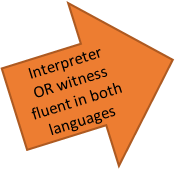 Interpreter
OR witness
fluent in both
languages